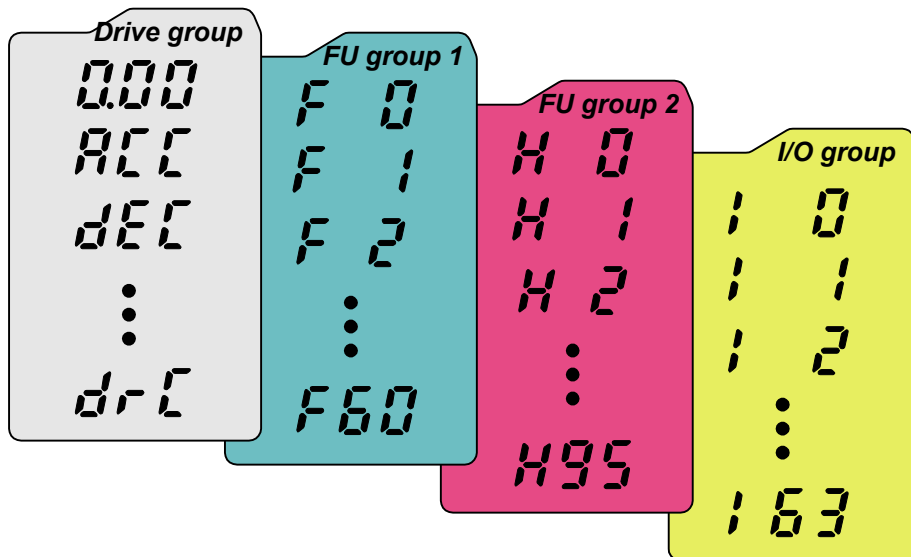 Drive group
0.00
ACC
dEC
drC
FU group 1
F 0
F 1
F 2
F60
FU group 2
H 0
H 1
H 2
H95
I/O group
I 0
I 1
I 2
I 63